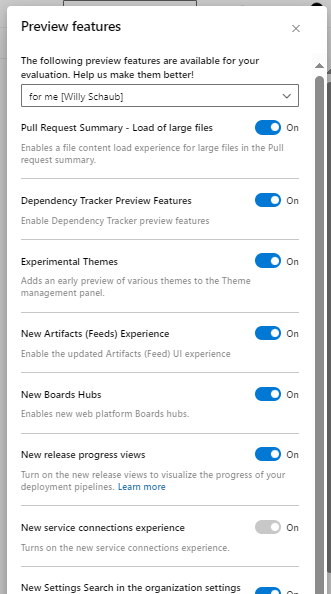 Preview features
The following preview features are available for your
evaluation. Help us make them better!
for me [Willy Schaub]
Pull Request Summary - Load of large files
On
Enables a file content load experience for large files in the Pull
request summary.
Dependency Tracker Preview Features
On
Enable Dependency Tracker preview features
Experimental Themes
On
Adds an early preview of various themes to the Theme
management panel.
New Artifacts (Feeds) Experience
On
Enable the updated Artifacts (Feed) UI experience
New Boards Hubs
On
Enables new web platform Boards hubs.
New release progress views
On
Turn on the new release views to visualize the progress of your
deployment pipelines. Learn more
New service connections experience
On
Turns on the new service connections experience.
New Settings Search in the organization settings
On